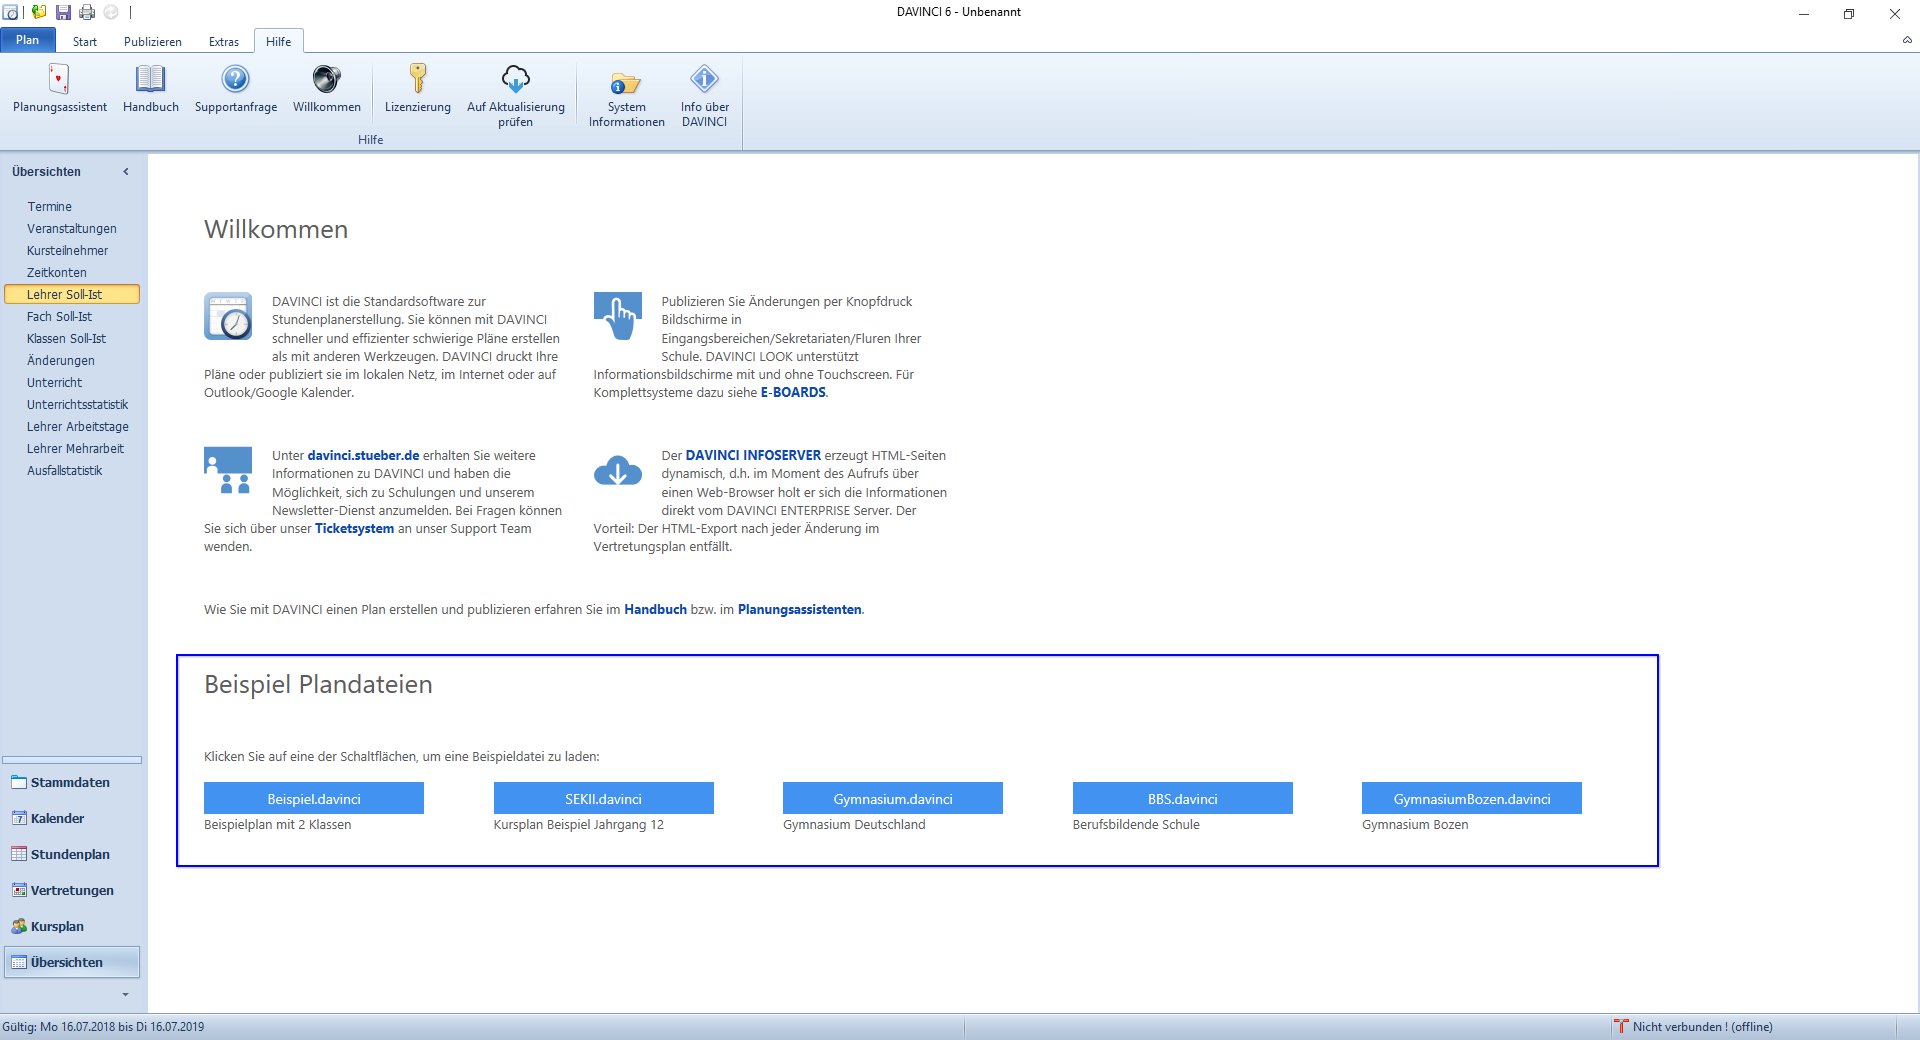 DAVINCI 6 - Unbenannt
Plan Start Publizieren Extras Hilfe
Planungsassistent
Handbuch
Supportanfrage
Willkommen
Lizenzierung
Auf Aktualisierung
prüfen
System
Informationen
Info über
DAVINCI
Hilfe
Übersichten
Termine
Veranstaltungen
Kursteilnehmer
Zeitkonten
Lehrer Soll-Ist
Fach Soll-Ist
Klassen Soll-Ist
Änderungen
Unterricht
Unterrichtsstatistik
Lehrer Arbeitstage
Lehrer Mehrarbeit
Ausfallstatistik
Stammdaten
Kalender
Stundenplan
Vertretungen
Kursplan
Übersichten
Willkommen
DAVINCI ist die Standardsoftware zur
Stundenplanerstellung. Sie können mit DAVINCI
schneller und effizienter schwierige Pläne erstellen
als mit anderen Werkzeugen. DAVINCI druckt Ihre
Pläne oder publiziert sie im lokalen Netz, im Internet oder auf
Outlook/Google Kalender.
Publizieren Sie Änderungen per Knopfdruck
Bildschirme in
Eingangsbereichen/Sekretariaten/Fluren Ihrer
Schule. DAVINCI LOOK unterstützt
Informationsbildschirme mit und ohne Touchscreen. Für
Komplettsysteme dazu siehe E-BOARDS.
Unter davinci.stueber.de erhalten Sie weitere
Informationen zu DAVINCI und haben die
Möglichkeit, sich zu Schulungen und unserem
Newsletter-Dienst anzumelden. Bei Fragen können
Sie sich über unser Ticketsystem an unser Support Team
wenden.
Der DAVINCI INFOSERVER erzeugt HTML-Seiten
dynamisch, d.h. im Moment des Aufrufs über
einen Web-Browser holt er sich die Informationen
direkt vom DAVINCI ENTERPRISE Server. Der
Vorteil: Der HTML-Export nach jeder Änderung im
Vertretungsplan entfällt.
Wie Sie mit DAVINCI einen Plan erstellen und publizieren erfahren Sie im Handbuch bzw. im Planungsassistenten.
Beispiel Plandateien
Klicken Sie auf eine der Schaltflächen, um eine Beispieldatei zu laden:
Beispiel.davinci
Beispielplan mit 2 Klassen
SEKII.davinci
Kursplan Beispiel Jahrgang 12
Gymnasium.davinci
Gymnasium Deutschland
BBS.davinci
Berufsbildende Schule
GymnasiumBozen.davinci
Gymnasium Bozen
Gültig: Mo 16.07.2018 bis Di 16.07.2019
Nicht verbunden ! (offline)